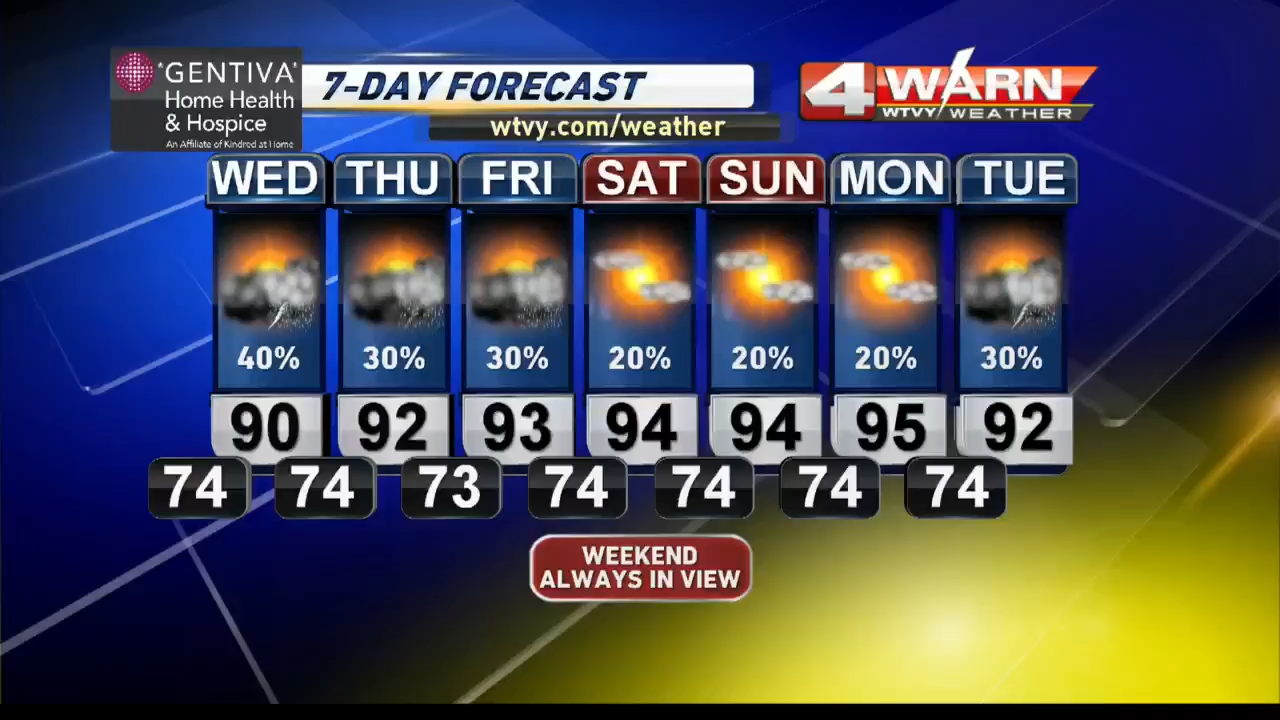 "GENTIVA"
Home Health
& Hospice
An Affiliate of Kindred at Home
7-DAY FORECAST
wtvy.com/weather
4WARN
WTVY WEATHER
WED THU FRI SAT SUN MON TUE
40% 30% 30% 20% 20% 20% 30%
90 92 93 94 94 95 92
74 74 73 74 74 74 74
WEEKEND
ALWAYS IN VIEW